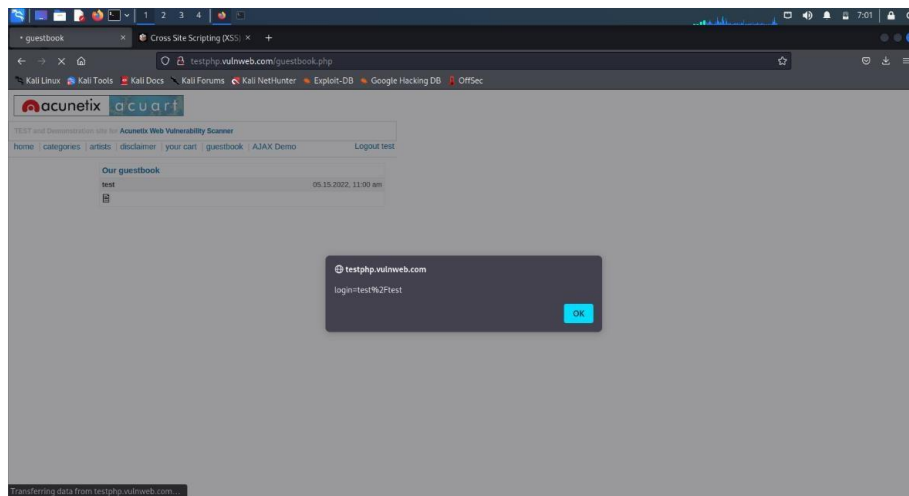 1 2 3 4
7:01
guestbook × Cross Site Scripting (XSS) × +
testphp.vulnweb.com/guestbook.php
Kali Linux Kali Tools Kali Docs Kali Forums Kali NetHunter Exploit-DB Google Hacking DB OffSec
acunetix acuart
TEST and Demonstration site for Acunetix Web Vulnerability Scanner
home categories artists disclaimer your cart guestbook AJAX Demo Logout test
Our guestbook
test 05.15.2022, 11:00 am
testphp.vulnweb.com
login=test%2Ftest
OK
Transferring data from testphp.vulnweb.com...